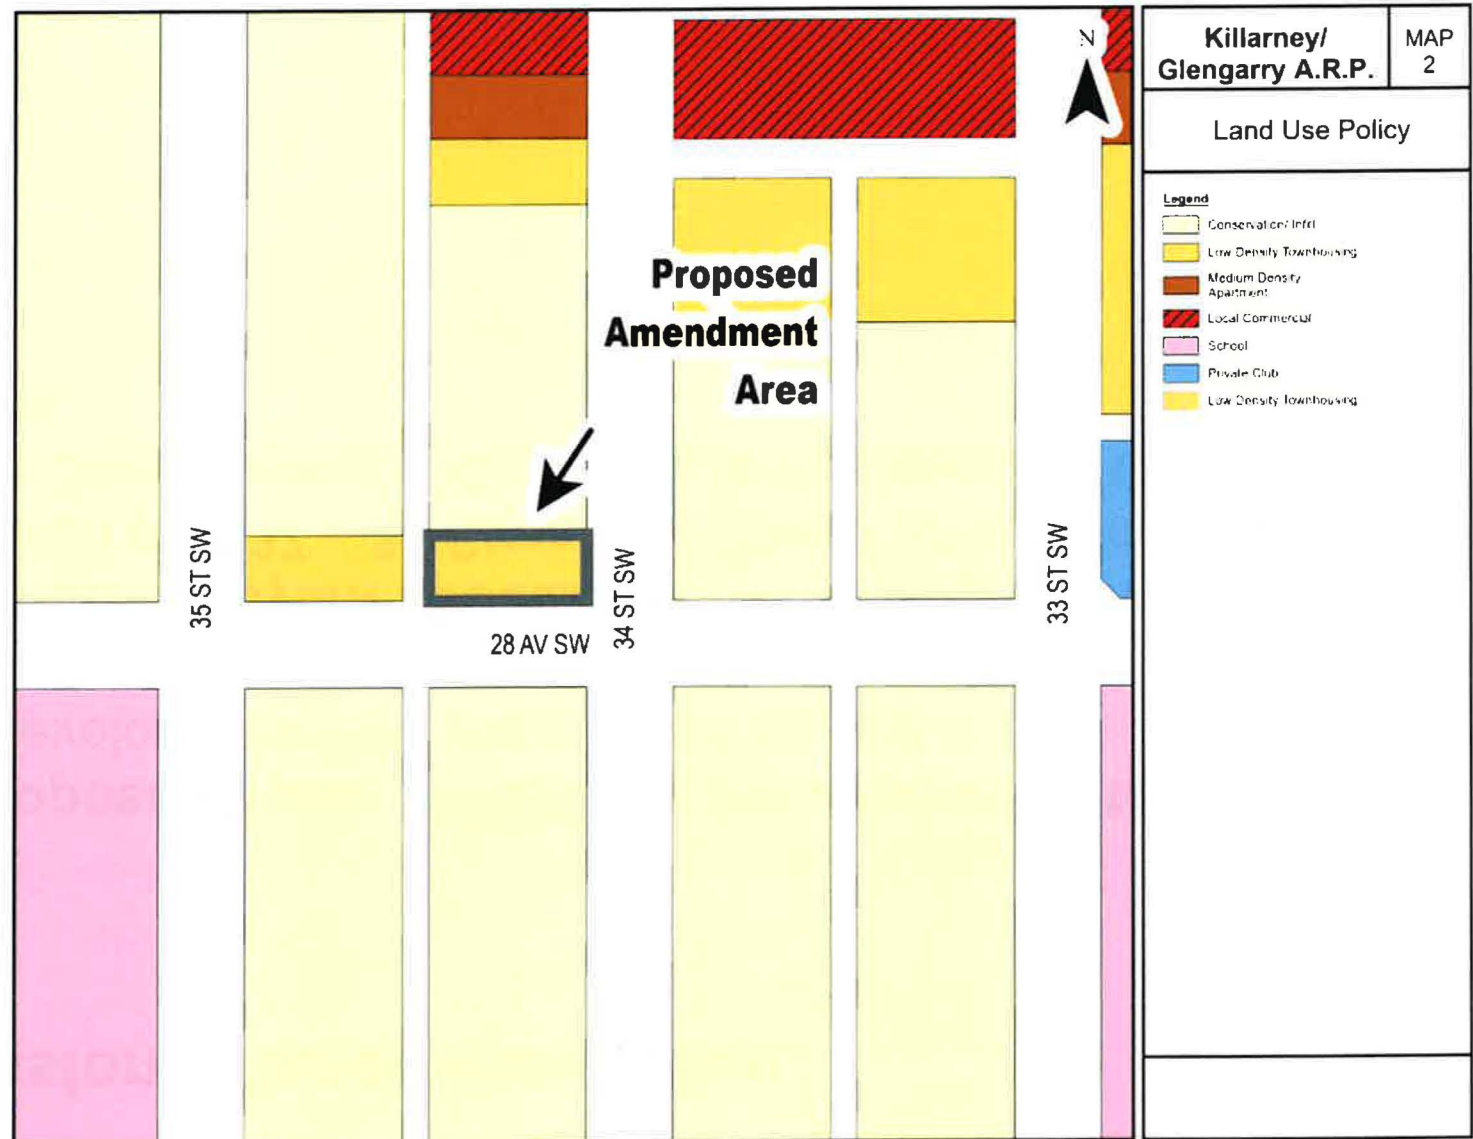 Killarney/
Glengarry A.R.P.
MAP
2
Land Use Policy
Legend
Conservation/ Infil
Low Density Townhousing
Medium Density
Apartment
Local Commercial
School
Private Club
Low Density Townhousing
N
Proposed
Amendment
Area
35 ST SW
34 ST SW
33 ST SW
28 AV SW